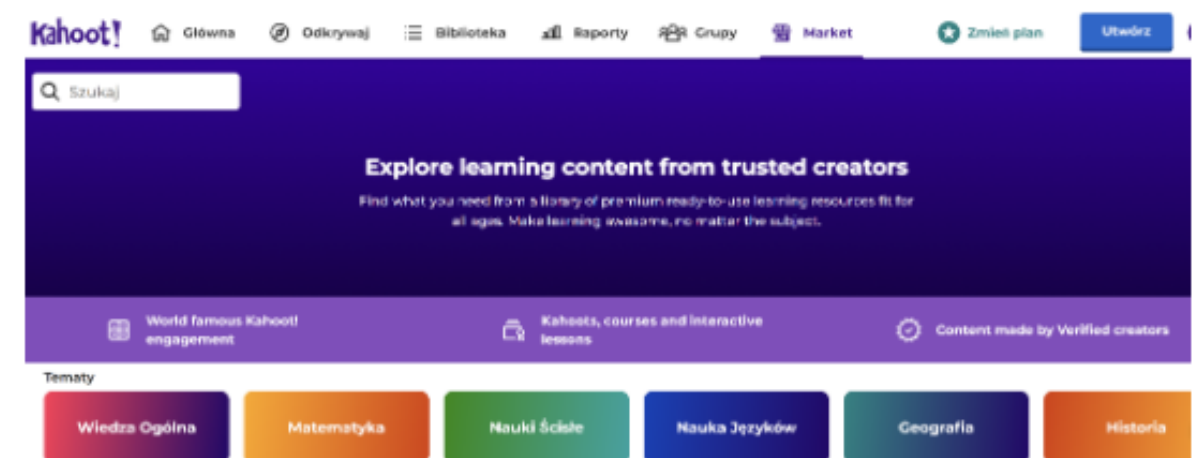 Kahoot!
Główna
Odkrywaj
Biblioteka
Raporty
Grupy
Market
Zmień plan
Utwórz
Szukaj
Explore learning content from trusted creators
Find what you need from a library of premium ready-to-use learning resources fit for
all ages. Make learning awesome, no matter the subject.
World famous Kahoot!
engagement
Kahoots, courses and interactive
lessons
Content made by Verified creators
Tematy
Wiedza Ogólna
Matematyka
Nauki Ścisłe
Nauka Języków
Geografia
Historia